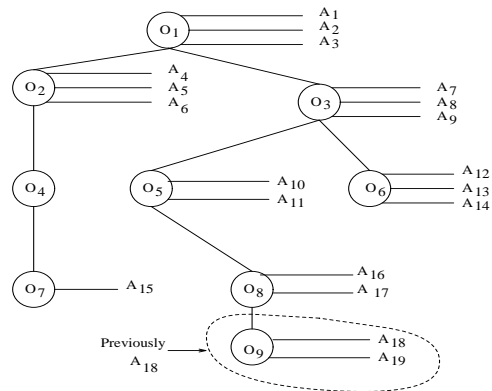 O1 A1
A2
A3
O2 A4
A5
A6
O3 A7
A8
A9
O4
O5 A10
A11
O6 A12
A13
A14
O7 A15
O8 A16
A17
Previously
A18
O9 A18
A19